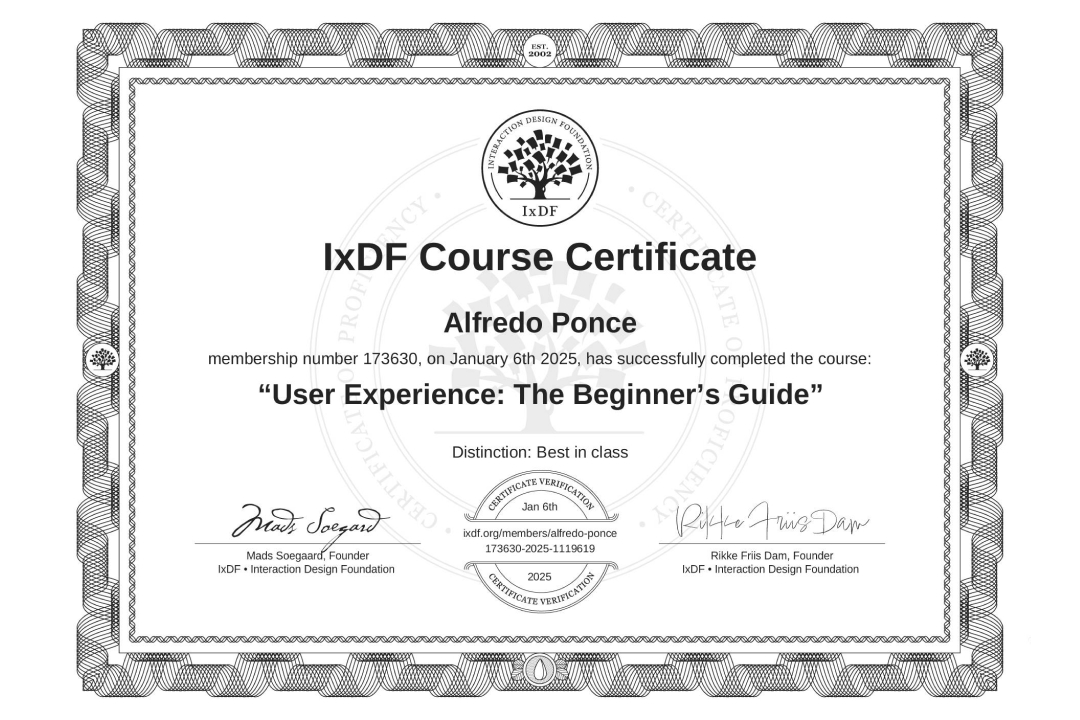 EST.
2002
INTERACTION DESIGN FOUNDATION
IxDF
IxDF Course Certificate
Alfredo Ponce
membership number 173630, on January 6th 2025, has successfully completed the course:
“User Experience: The Beginner’s Guide”
Distinction: Best in class
CERTIFICATE VERIFICATION
Jan 6th
ixdf.org/members/alfredo-ponce
173630-2025-1119619
2025
CERTIFICATE VERIFICATION
Mads Soegaard
Mads Soegaard, Founder
IxDF • Interaction Design Foundation
Rikke Friis Dam
Rikke Friis Dam, Founder
IxDF • Interaction Design Foundation
• CERTIFICATE OF PROFICIENCY •
• CERTIFICATE OF PROFICIENCY •